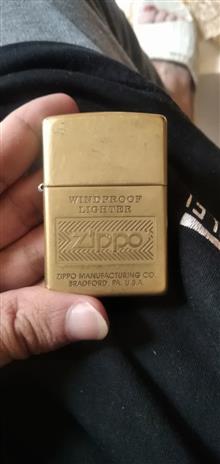 WINDPROOF
LIGHTER
Zippo
ZIPPO MANUFACTURING CO.
BRADFORD, PA. U.S.A.